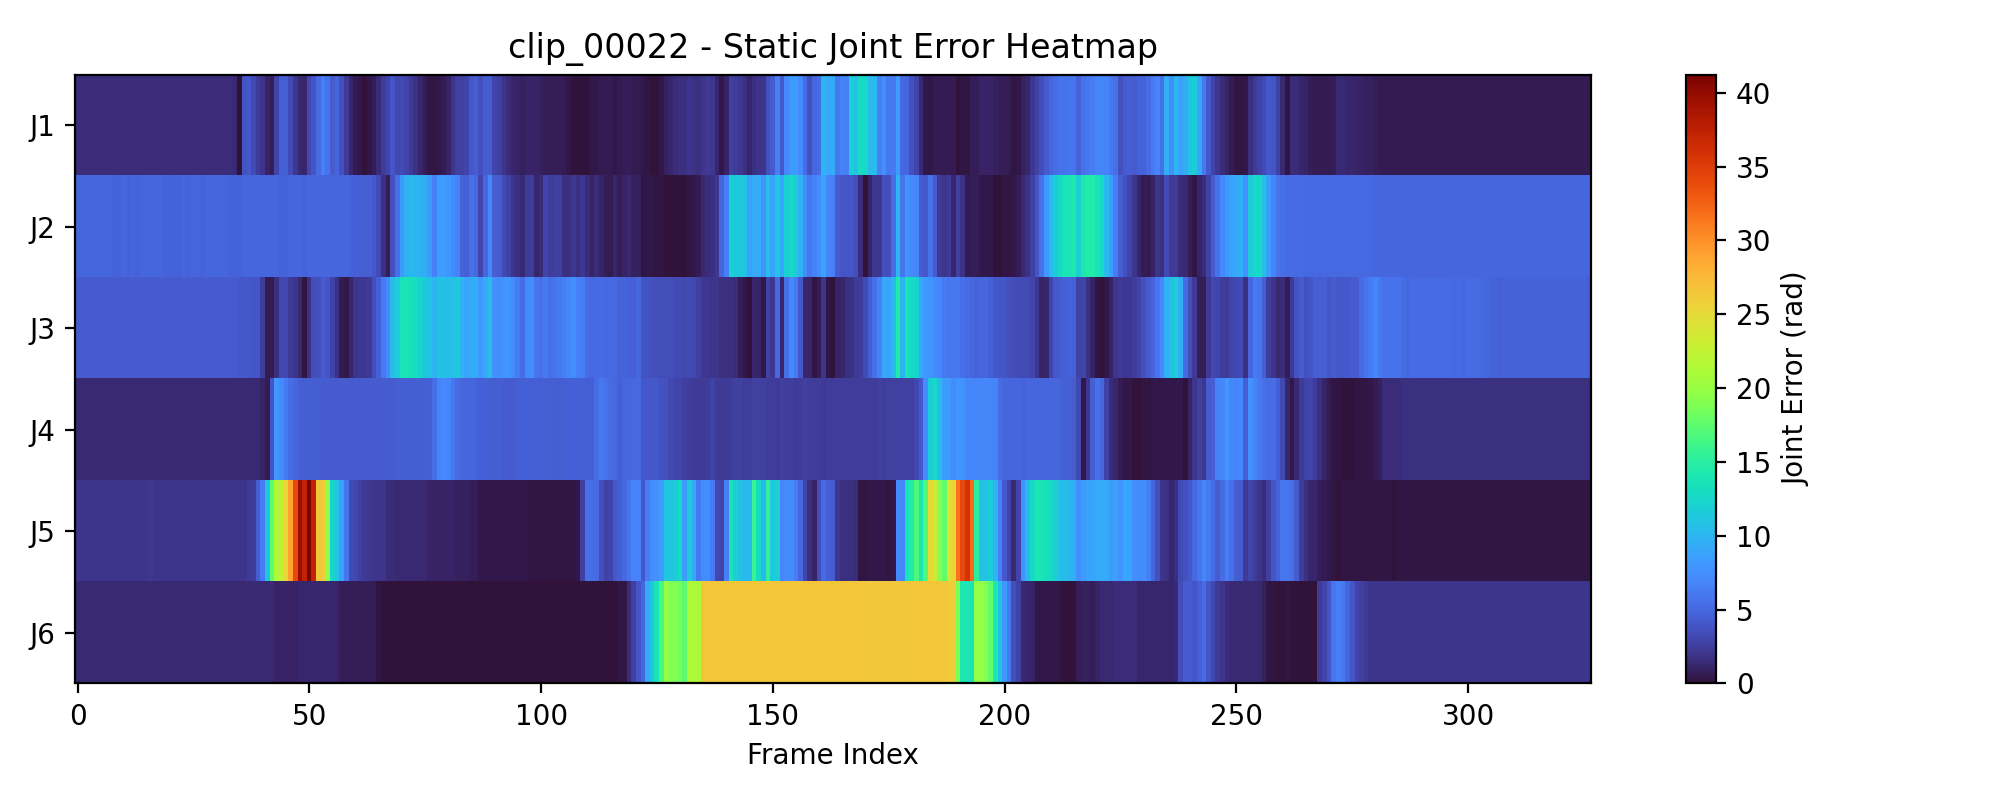 clip_00022 - Static Joint Error Heatmap
J1
J2
J3
J4
J5
J6
0 50 100 150 200 250 300
Frame Index
40
35
30
25
20
15
10
5
0
Joint Error (rad)